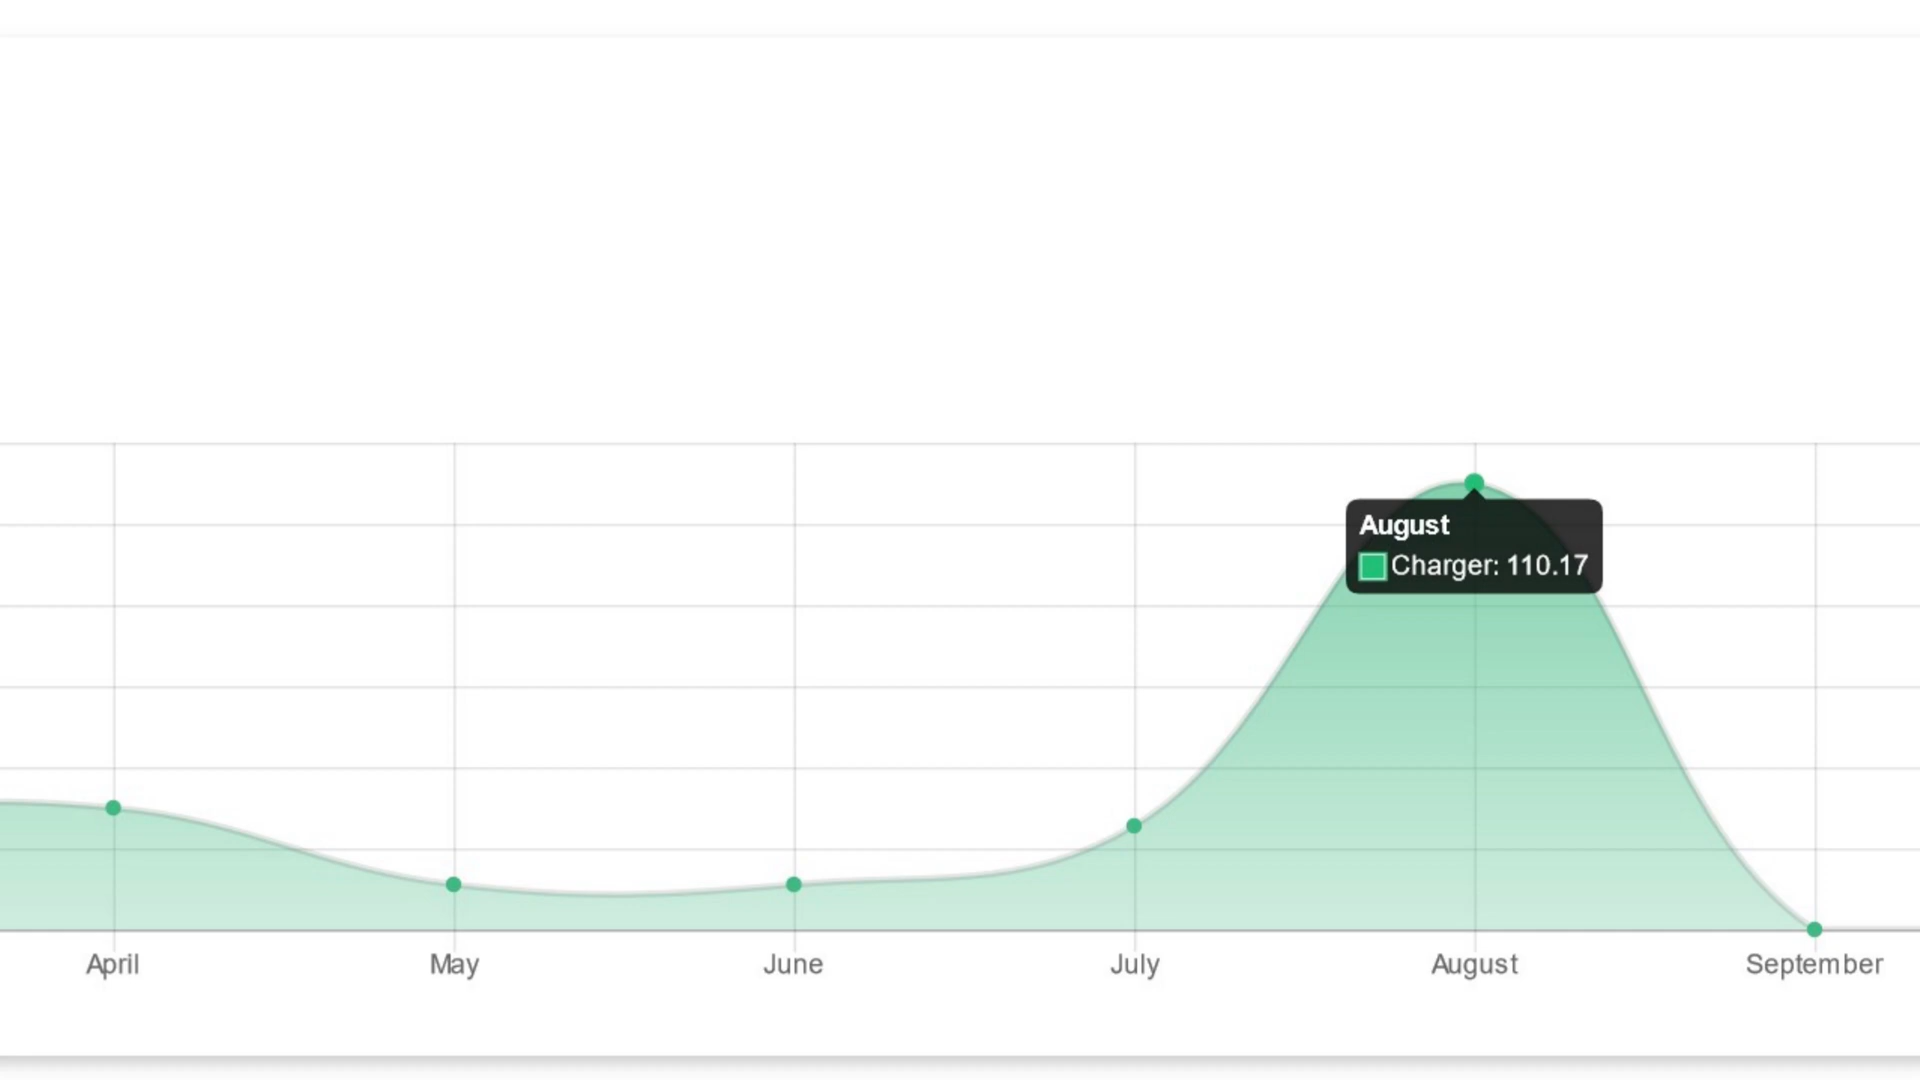 August
Charger: 110.17
April
May
June
July
August
September